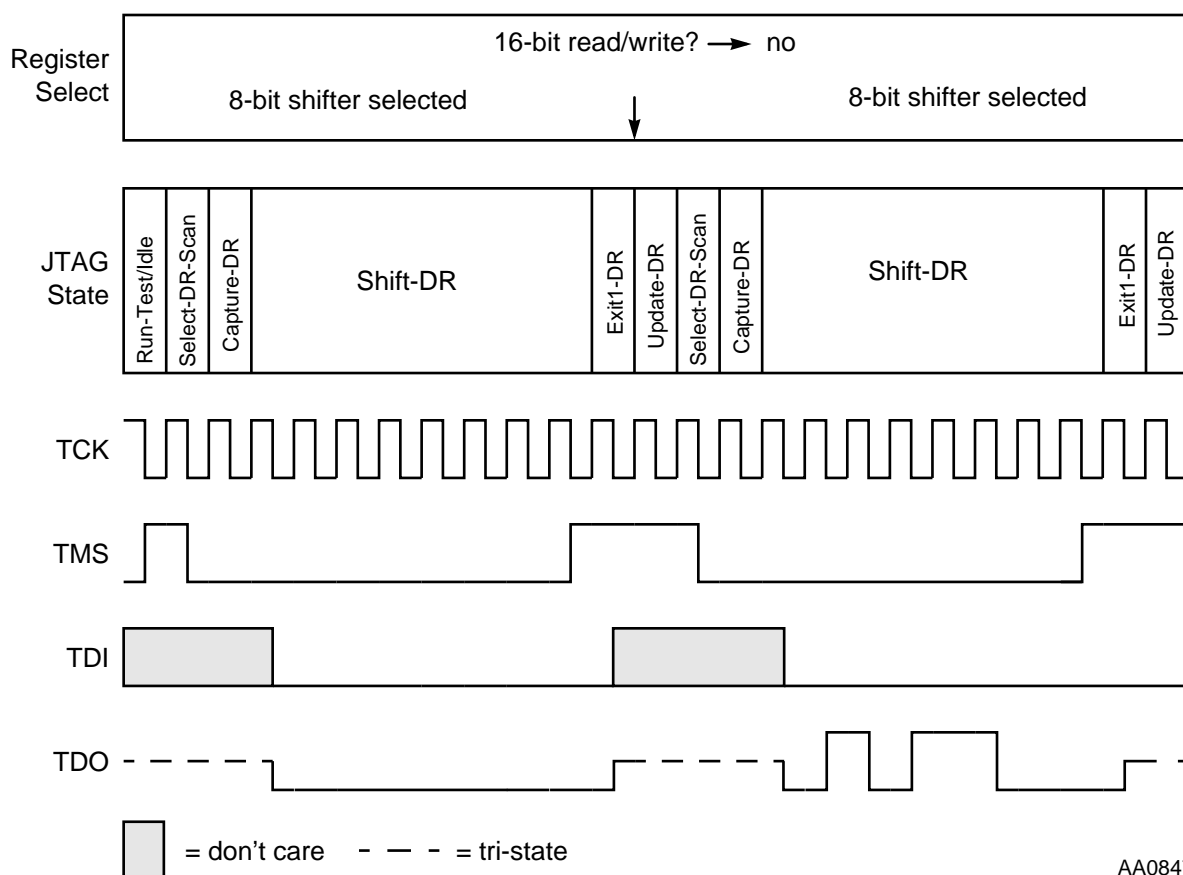 Register
Select
16-bit read/write? no
8-bit shifter selected
8-bit shifter selected
JTAG
State
Run-Test/Idle
Select-DR-Scan
Capture-DR
Shift-DR
Exit1-DR
Update-DR
Select-DR-Scan
Capture-DR
Shift-DR
Exit1-DR
Update-DR
TCK
TMS
TDI
TDO
= don't care
= tri-state